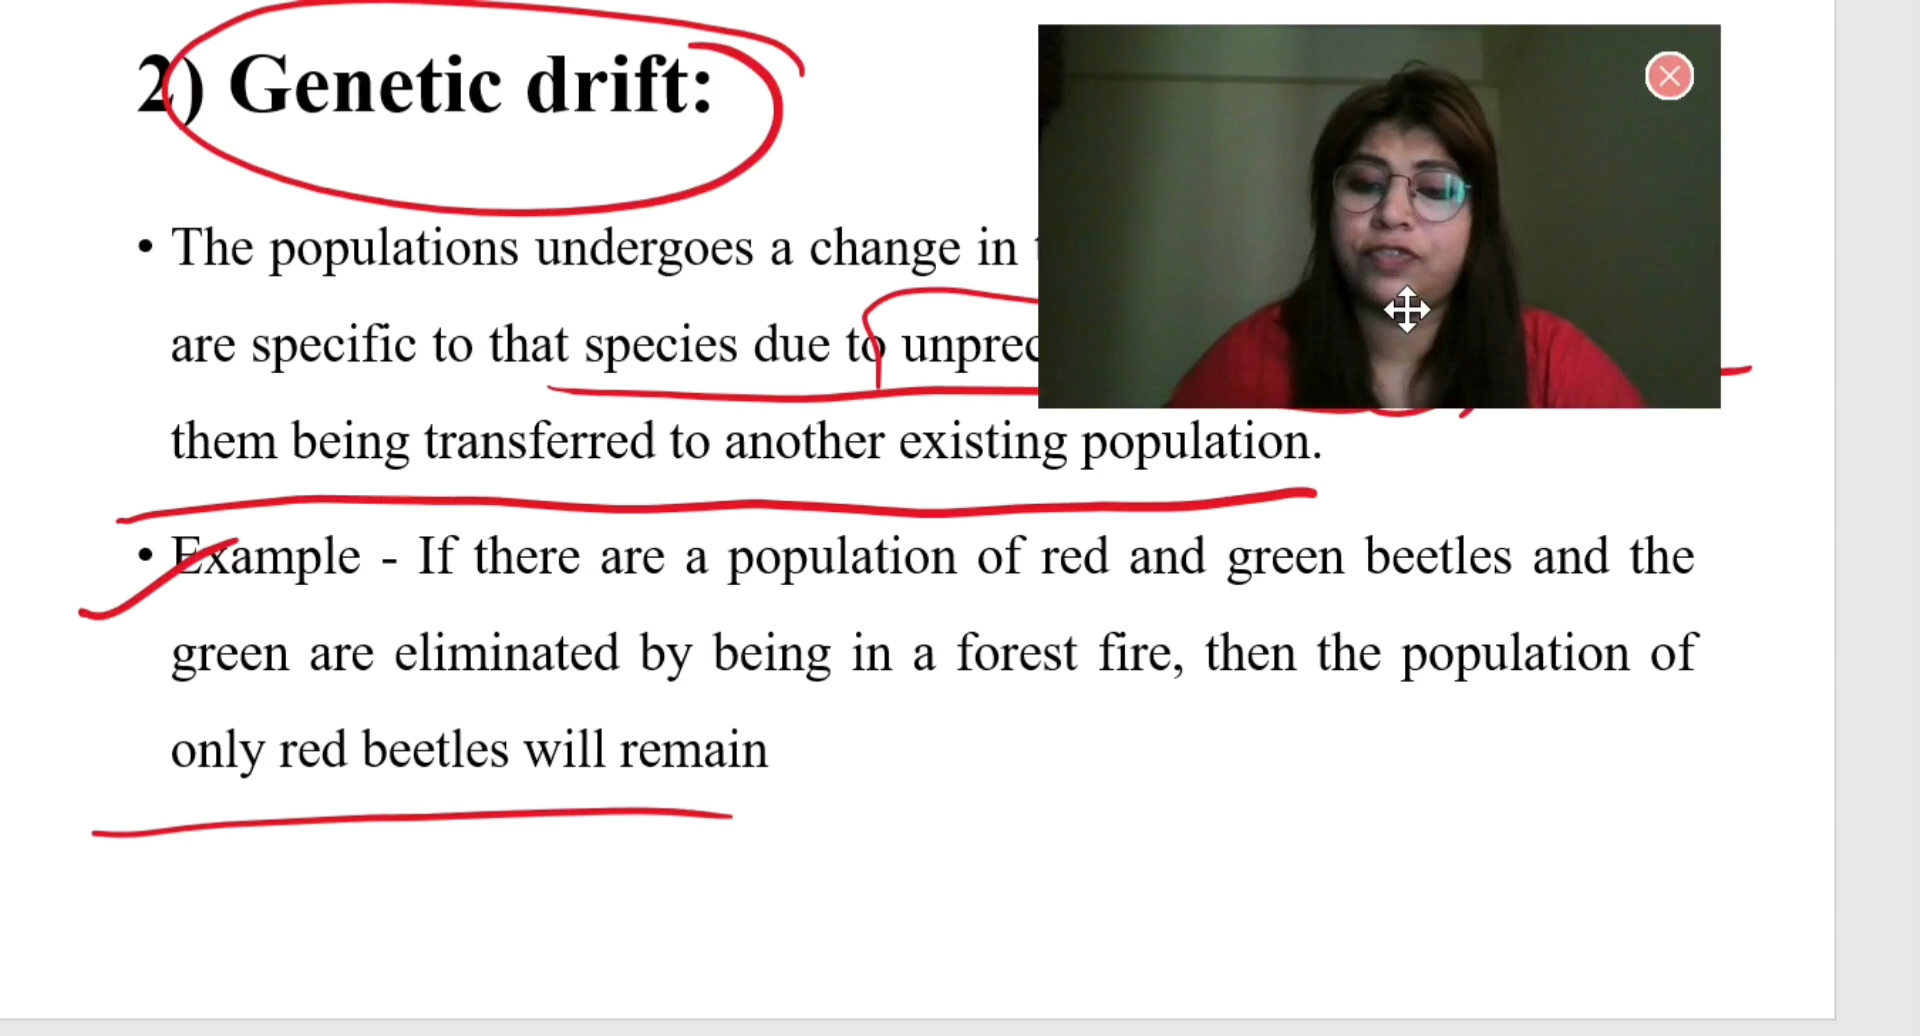 2) Genetic drift:
• The populations undergoes a change in
are specific to that species due to
them being transferred to another existing population.
• Example - If there are a population of red and green beetles and the
green are eliminated by being in a forest fire, then the population of
only red beetles will remain